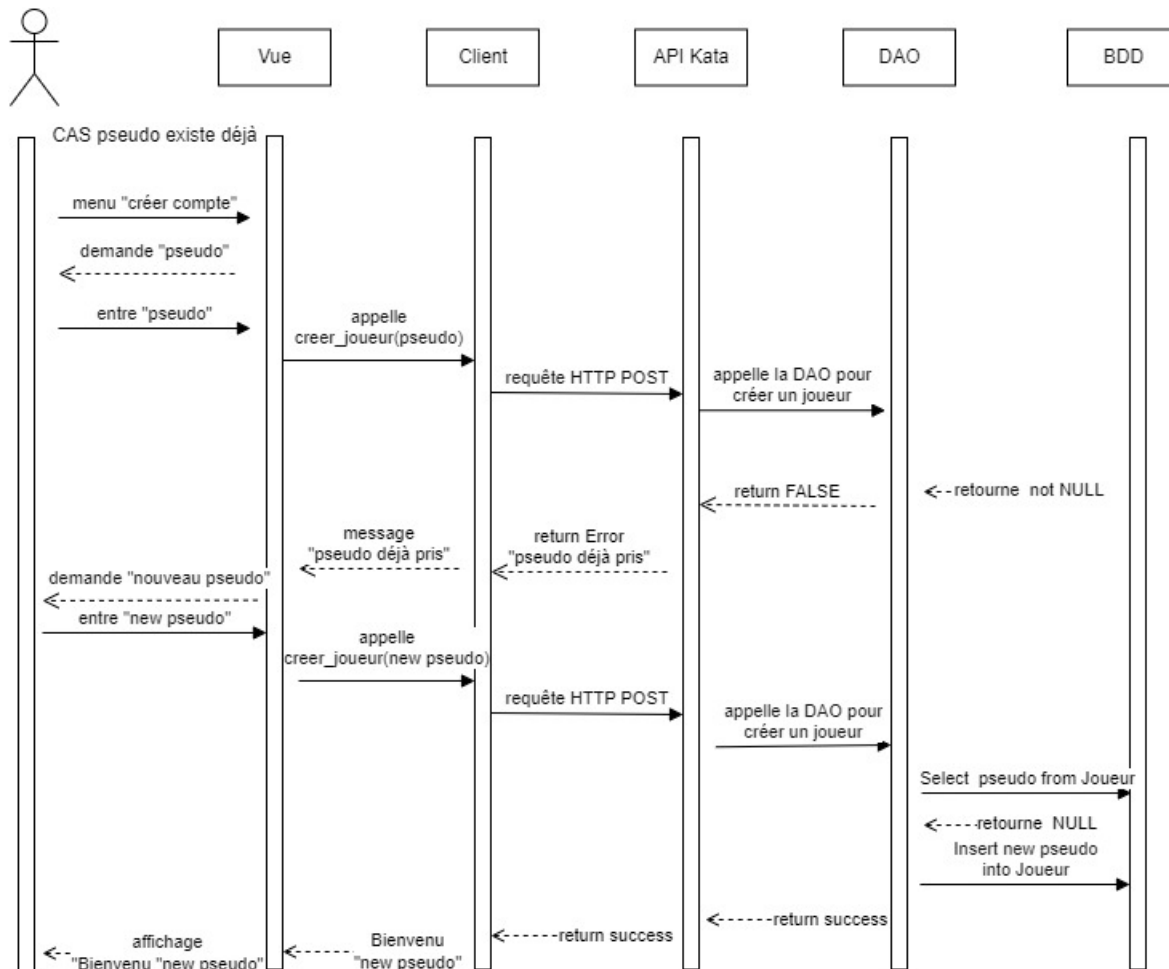 Vue
Client
API Kata
DAO
BDD
CAS pseudo existe déjà
menu "créer compte"
demande "pseudo"
entre "pseudo"
appelle
creer_joueur(pseudo)
requête HTTP POST
appelle la DAO pour
créer un joueur
retourne not NULL
return FALSE
return Error
"pseudo déjà pris"
message
"pseudo déjà pris"
demande "nouveau pseudo"
entre "new pseudo"
appelle
creer_joueur(new pseudo)
requête HTTP POST
appelle la DAO pour
créer un joueur
Select pseudo from Joueur
retourne NULL
Insert new pseudo
into Joueur
return success
return success
Bienvenu
"new pseudo"
affichage
"Bienvenu "new pseudo"